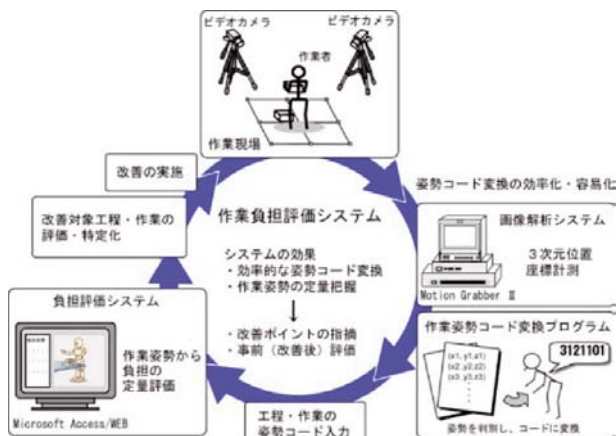 ビデオカメラ
ビデオカメラ
作業者
作業現場
改善の実施
改善対象工程・作業の
評価・特定化
作業負担評価システム
システムの効果
・効率的な姿勢コード変換
・作業姿勢の定量把握
↓
・改善ポイントの指摘
・事前(改善後)評価
姿勢コード変換の効率化・容易化
画像解析システム
3次元位置
座標計測
Motion Grabber Ⅱ
作業姿勢コード変換プログラム
(x1,y1,z1)
(x2,y2,z2)
(x3,y3,z3)
3121101
姿勢を判別し、コードに変換
工程・作業の
姿勢コード入力
負担評価システム
作業姿勢から
負担の
定量評価
Microsoft Access/WEB